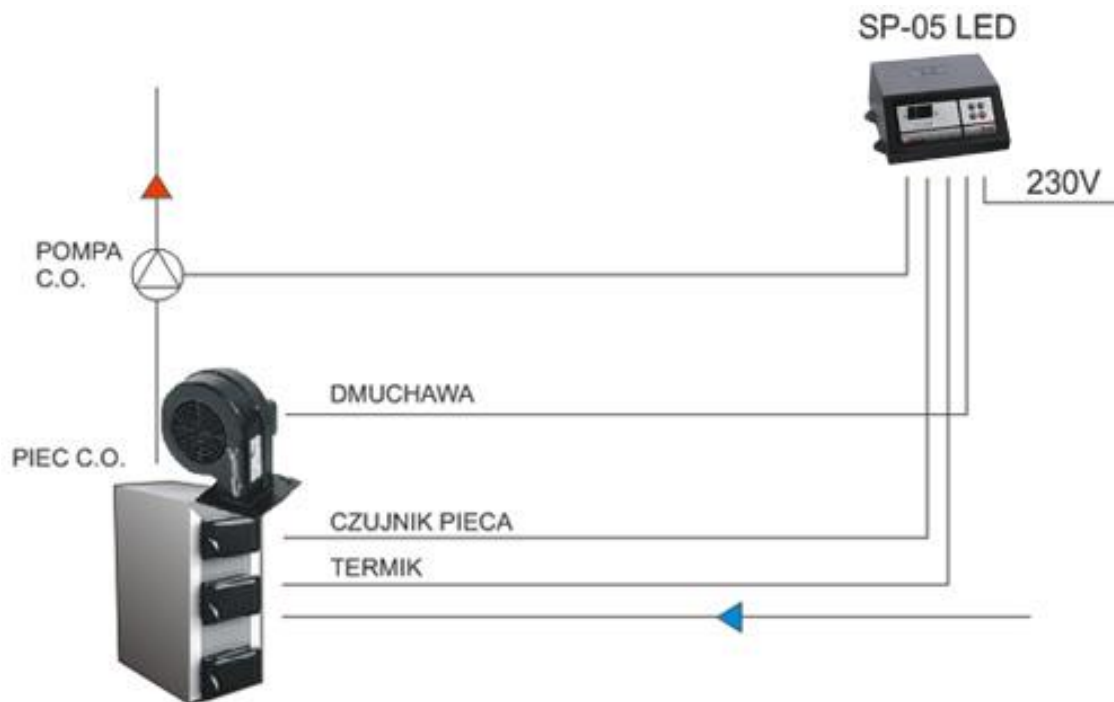 SP-05 LED
230V
POMPA
C.O.
DMUCHAWA
PIEC C.O.
CZUJNIK PIECA
TERMIK